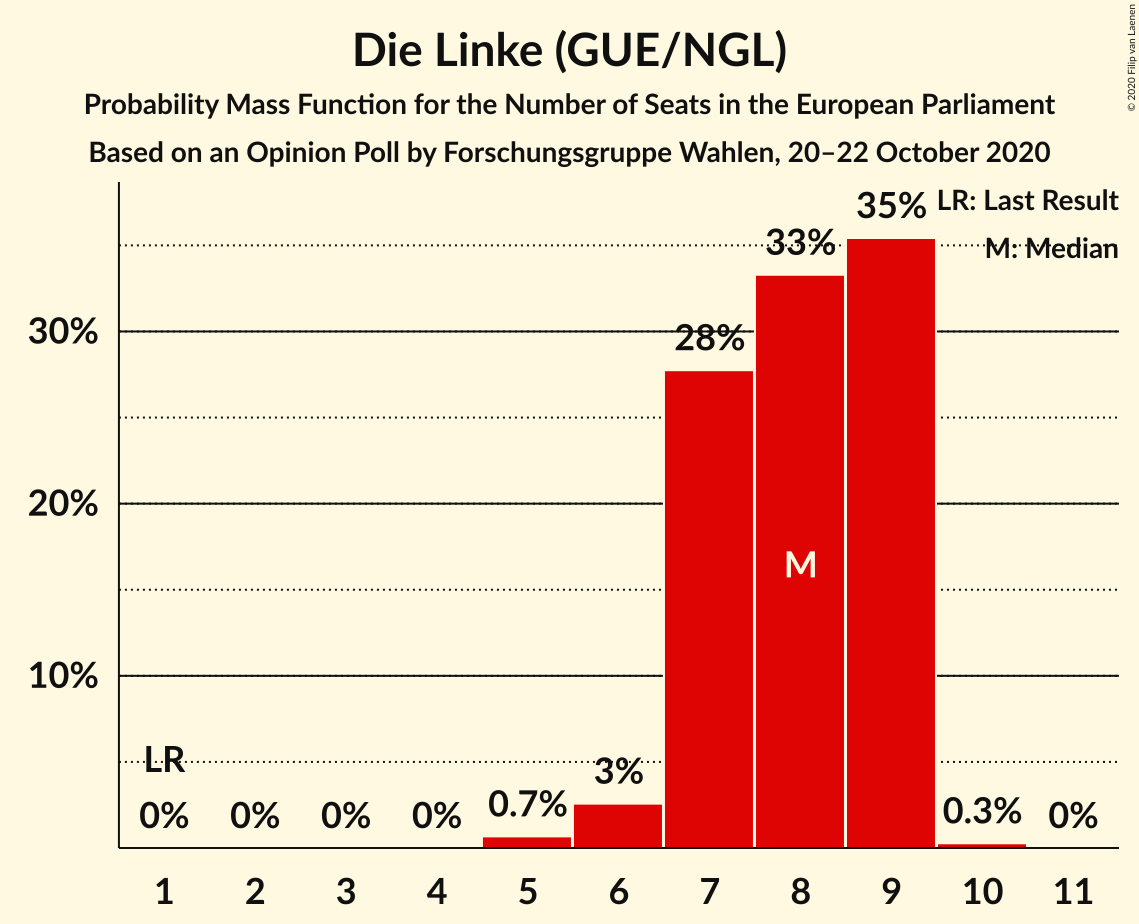 Die Linke (GUE/NGL)
Probability Mass Function for the Number of Seats in the European Parliament
Based on an Opinion Poll by Forschungsgruppe Wahlen, 20–22 October 2020
© 2020 Filip van Laenen
LR: Last Result
M: Median
30%
20%
10%
LR
0%
0%
0%
0%
0.7%
3%
28%
33%
35%
0.3%
0%
M
1 2 3 4 5 6 7 8 9 10 11